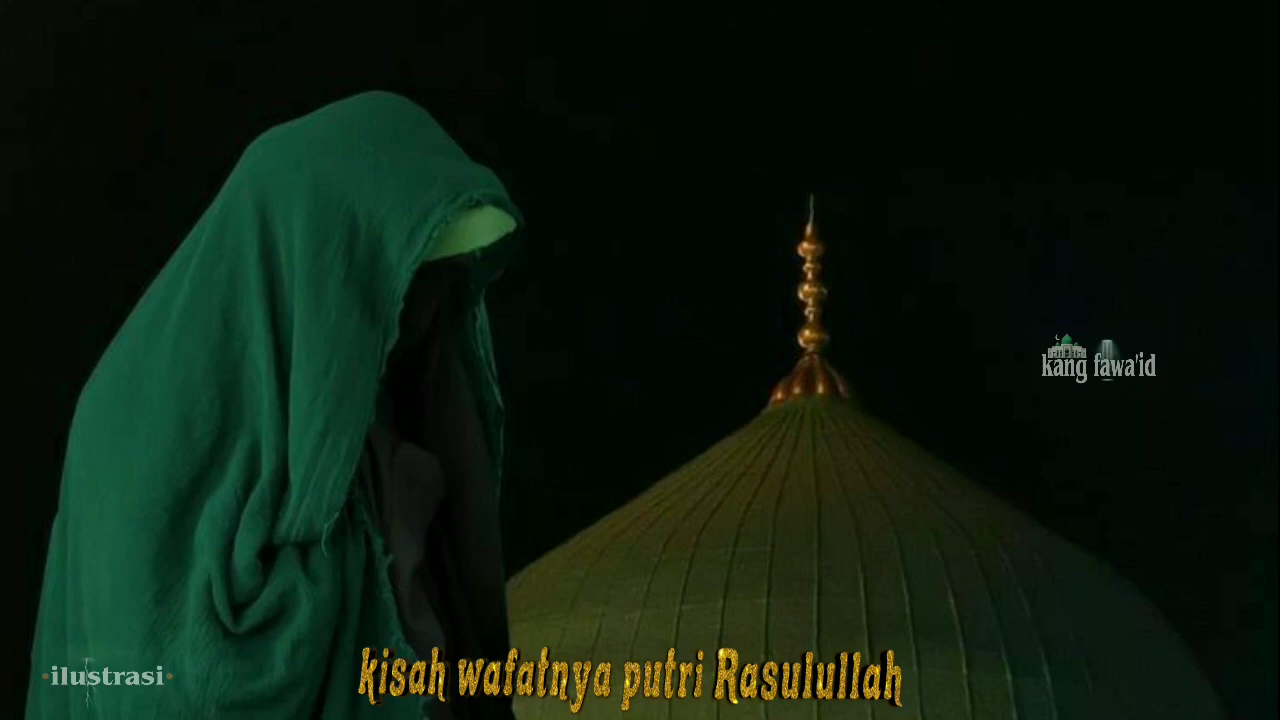 kang fawa'id
•ilustrasi•
kisah wafatnya putri Rasulullah